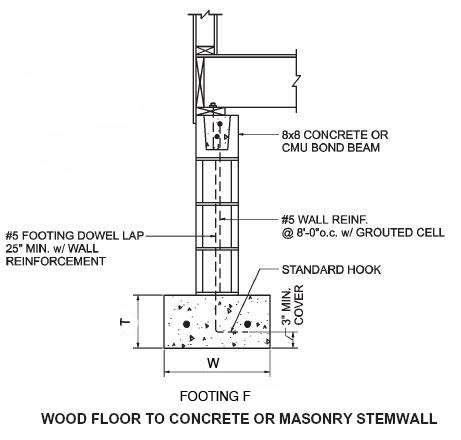 8x8 CONCRETE OR
CMU BOND BEAM
#5 FOOTING DOWEL LAP
25" MIN. w/ WALL
REINFORCEMENT
#5 WALL REINF.
@ 8'-0"o.c. w/ GROUTED CELL
STANDARD HOOK
3" MIN.
COVER
T
W
FOOTING F
WOOD FLOOR TO CONCRETE OR MASONRY STEMWALL